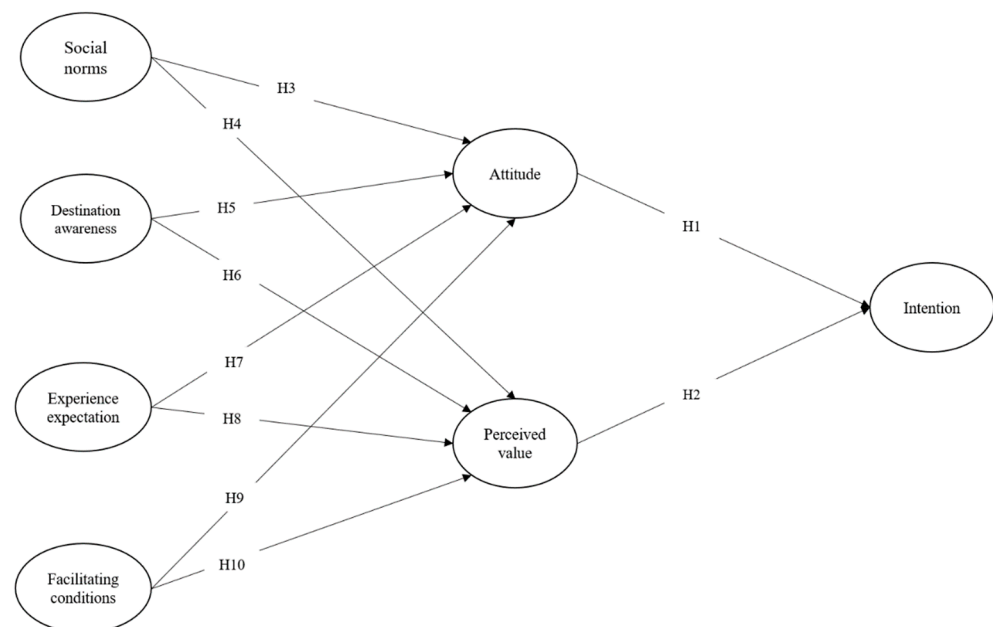 Social
norms
H3
H4
Attitude
Destination
awareness
H5
H6
H1
Intention
Experience
expectation
H7
H8
H2
Perceived
value
H9
H10
Facilitating
conditions